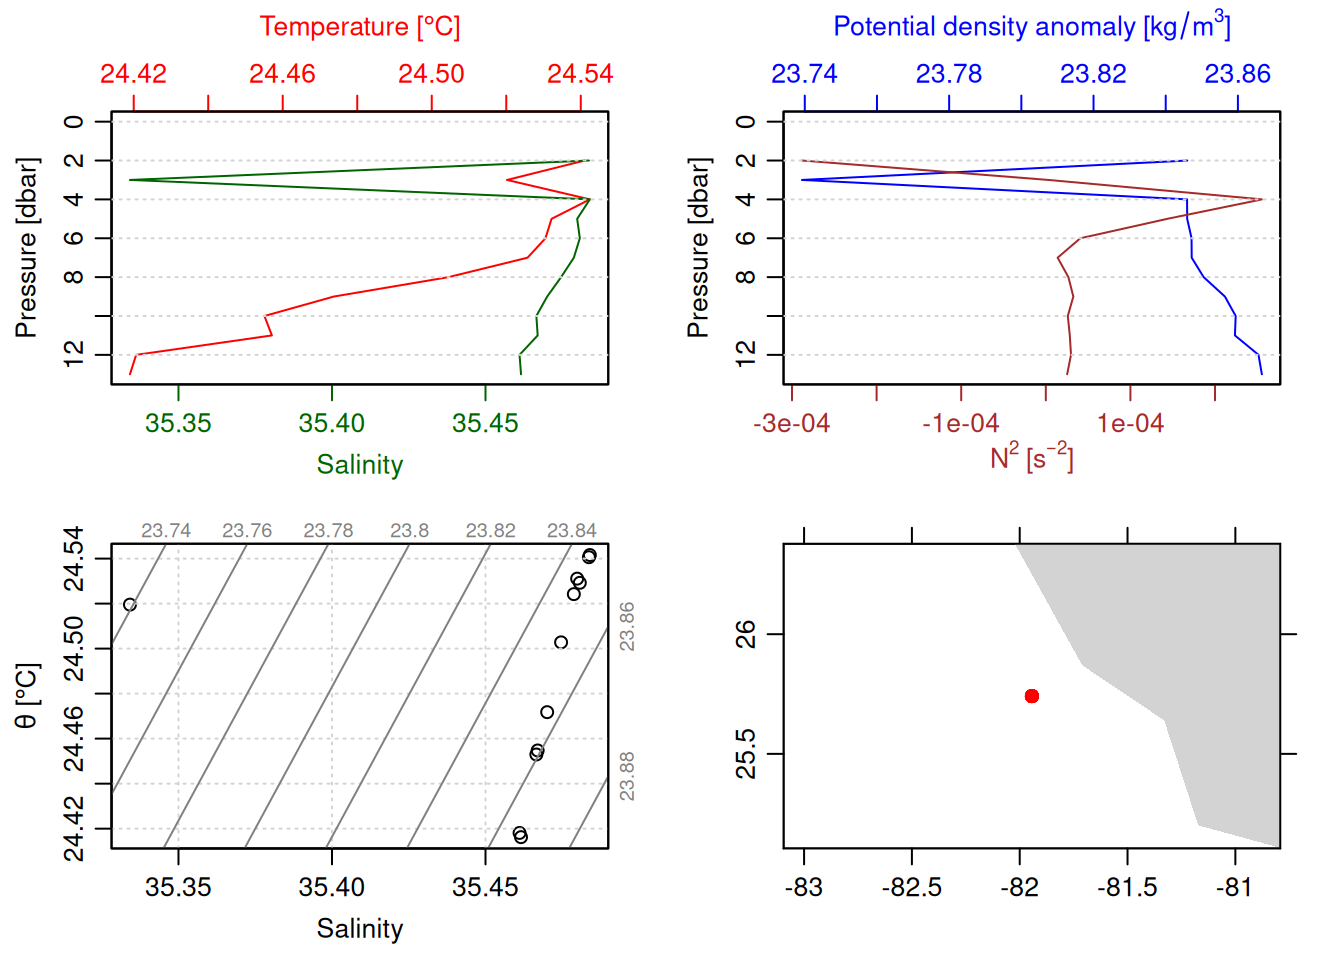 Temperature [°C]
24.42 24.46 24.50 24.54
Pressure [dbar]
0
2
4
6
8
12
35.35 35.40 35.45
Salinity
Potential density anomaly [kg/m³]
23.74 23.78 23.82 23.86
Pressure [dbar]
0
2
4
6
8
12
-3e-04 -1e-04 1e-04
N² [s⁻²]
23.74 23.76 23.78 23.8 23.82 23.84
θ [°C]
24.54
24.50
24.46
24.42
23.86
23.88
35.35 35.40 35.45
Salinity
26
25.5
-83 -82.5 -82 -81.5 -81